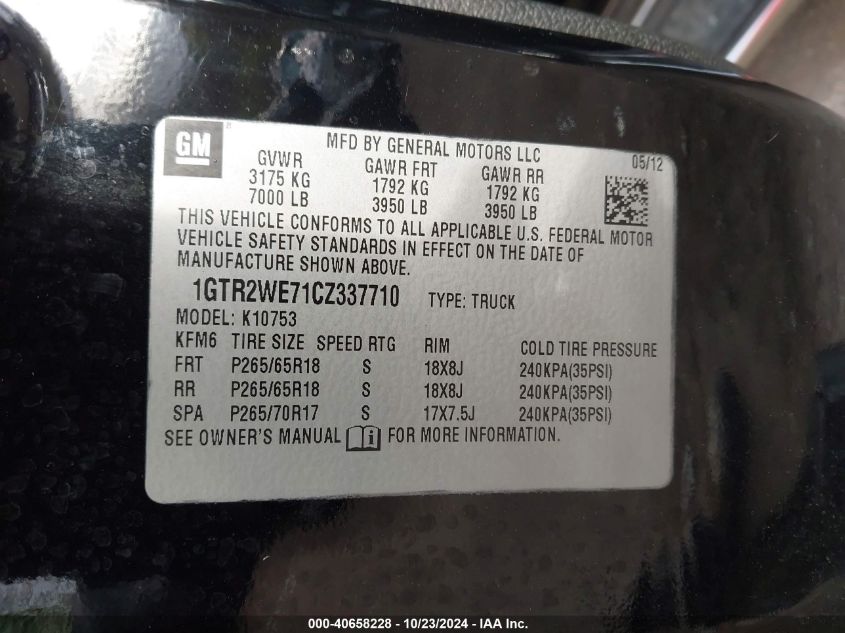 GM
MFD BY GENERAL MOTORS LLC
05/12
GVWR GAWR FRT GAWR RR
3175 KG 1792 KG 1792 KG
7000 LB 3950 LB 3950 LB
THIS VEHICLE CONFORMS TO ALL APPLICABLE U.S. FEDERAL MOTOR
VEHICLE SAFETY STANDARDS IN EFFECT ON THE DATE OF
MANUFACTURE SHOWN ABOVE.
1GTR2WE71CZ337710 TYPE: TRUCK
MODEL: K10753
KFM6 TIRE SIZE SPEED RTG RIM COLD TIRE PRESSURE
FRT P265/65R18 S 18X8J 240KPA(35PSI)
RR P265/65R18 S 18X8J 240KPA(35PSI)
SPA P265/70R17 S 17X7.5J 240KPA(35PSI)
SEE OWNER'S MANUAL FOR MORE INFORMATION.
000-40658228 - 10/23/2024 - IAA Inc.